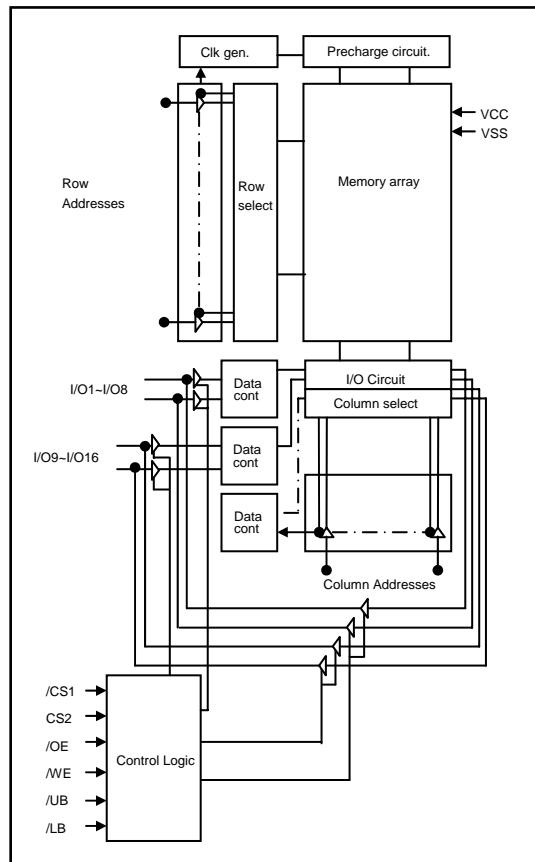 Clk gen.
Precharge circuit.
VCC
VSS
Row
Addresses
Row
select
Memory array
I/O1~I/O8
Data
cont
I/O Circuit
Column select
I/O9~I/O16
Data
cont
Data
cont
Column Addresses
/CS1
CS2
/OE
/WE
/UB
/LB
Control Logic